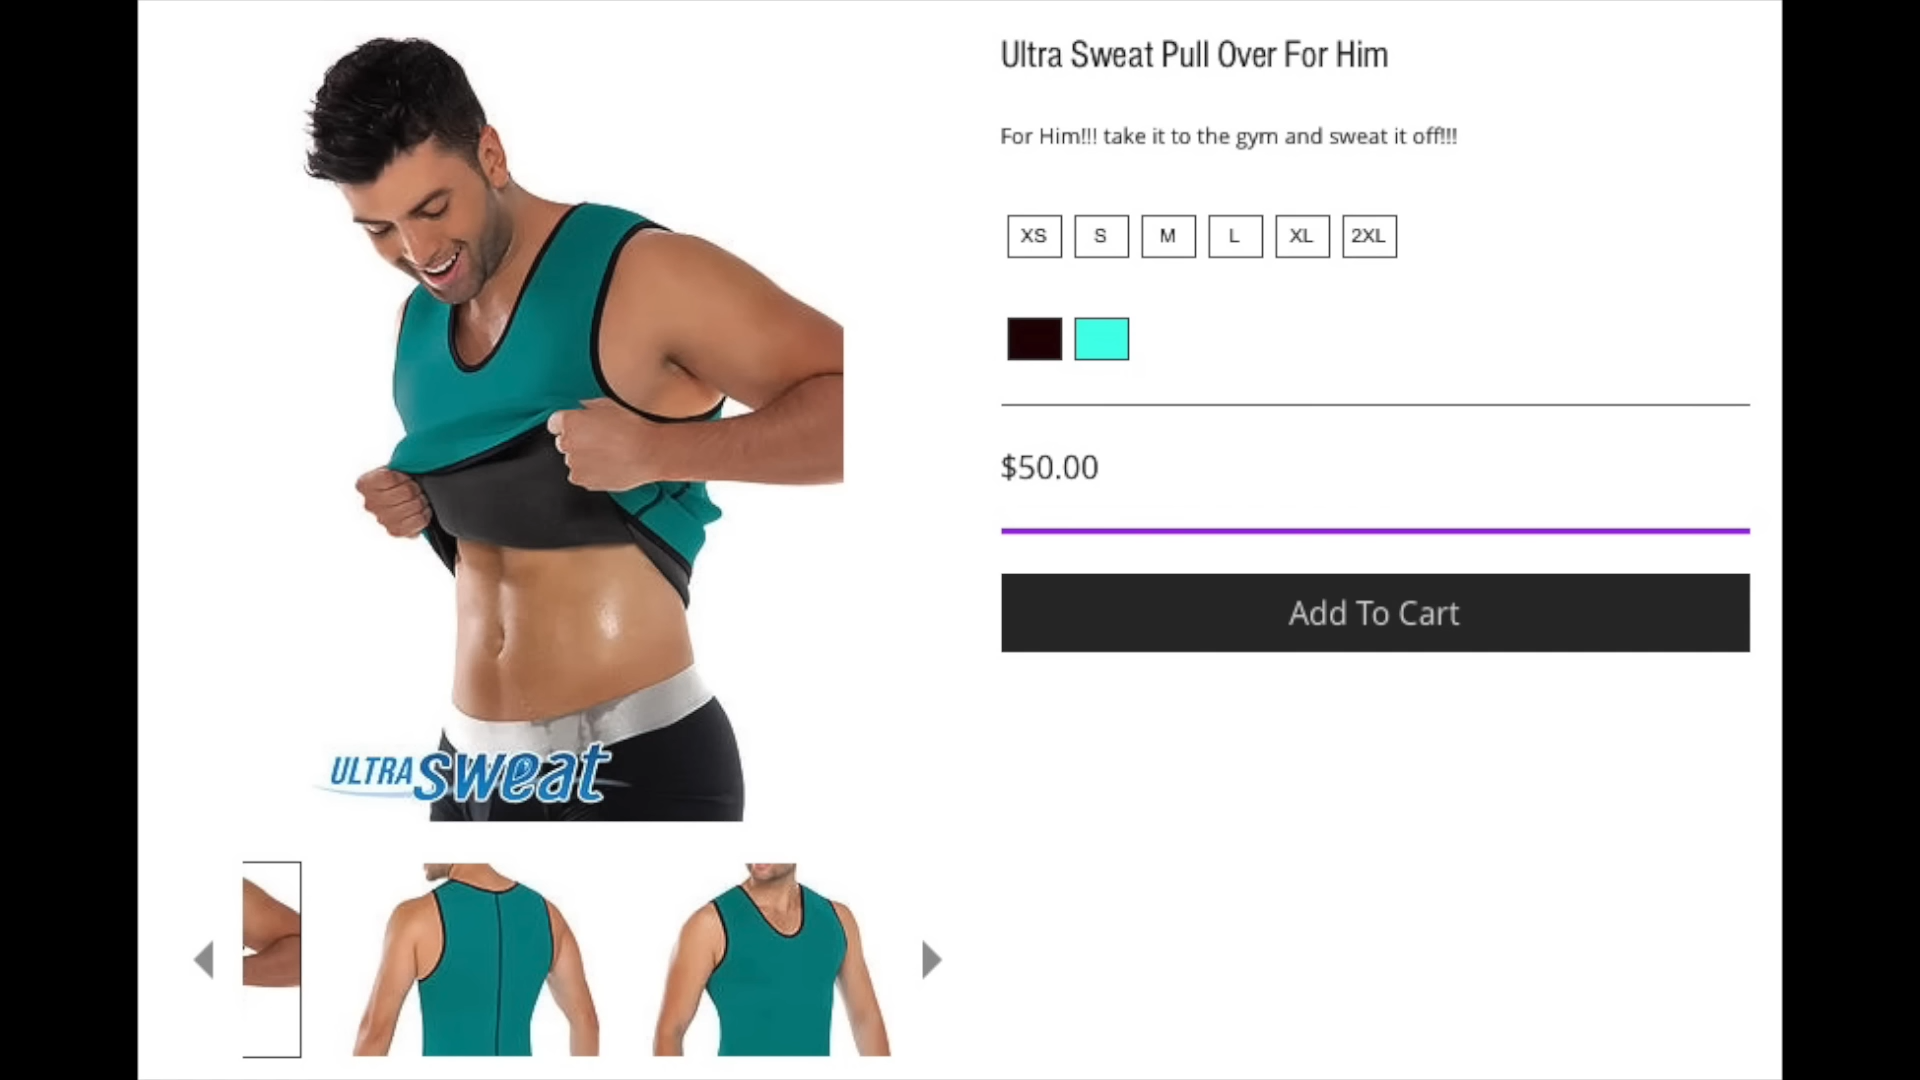 Ultra Sweat Pull Over For Him
For Him!!! take it to the gym and sweat it off!!!
XS S M L XL 2XL
$50.00
Add To Cart
ULTRA sweat